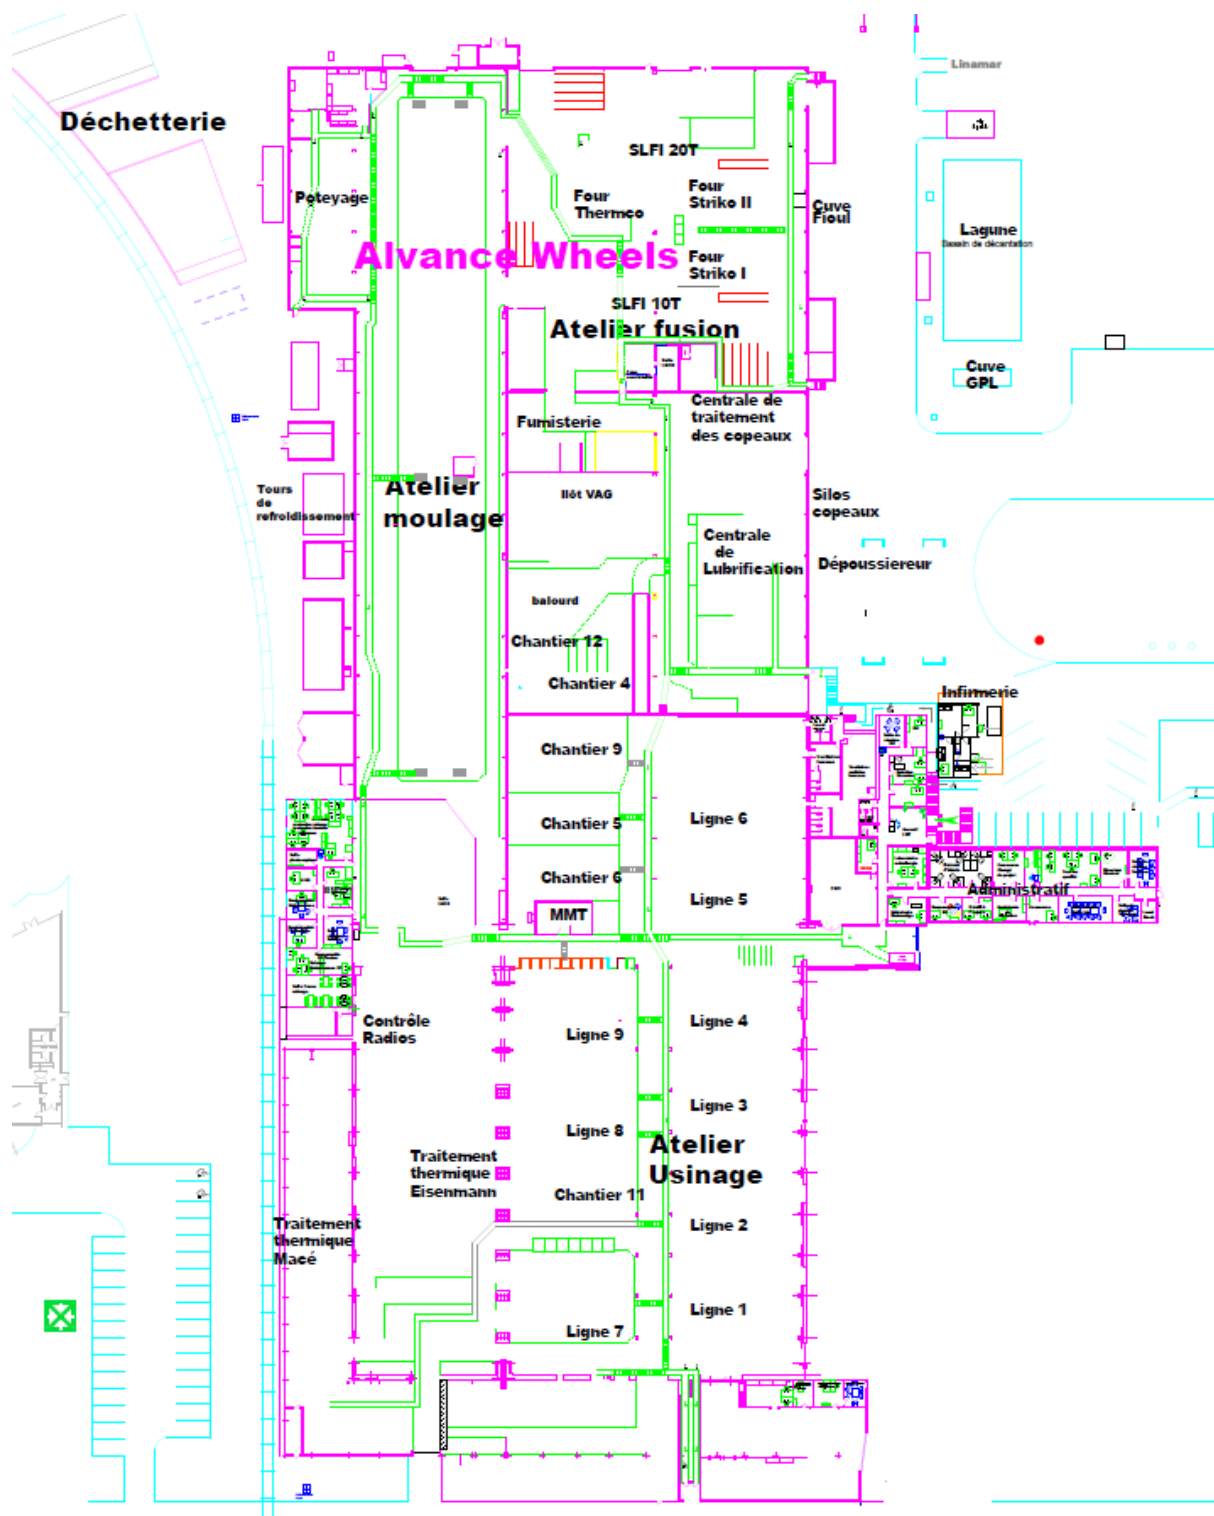 Linamar
Déchetterie
SLFI 20T
Poteyage
Four
Thermco
Four
Striko II
Cuve
Fioul
Lagune
Bassin de décantation
Alvance Wheels
Four
Striko I
SLFI 10T
Atelier fusion
Cuve
GPL
Centrale de
traitement
des copeaux
Fumisterie
Tours
de
refroidissement
Atelier
moulage
Ilôt VAG
Silos
copeaux
Centrale
de
Lubrification
Dépoussiereur
balourd
Chantier 12
Chantier 4
Infirmerie
Chantier 9
Chantier 5
Ligne 6
Chantier 6
Ligne 5
Administratif
MMT
Contrôle
Radios
Ligne 9
Ligne 4
Ligne 3
Ligne 8
Atelier
Usinage
Traitement
thermique
Eisenmann
Chantier 11
Traitement
thermique
Macé
Ligne 2
Ligne 1
Ligne 7